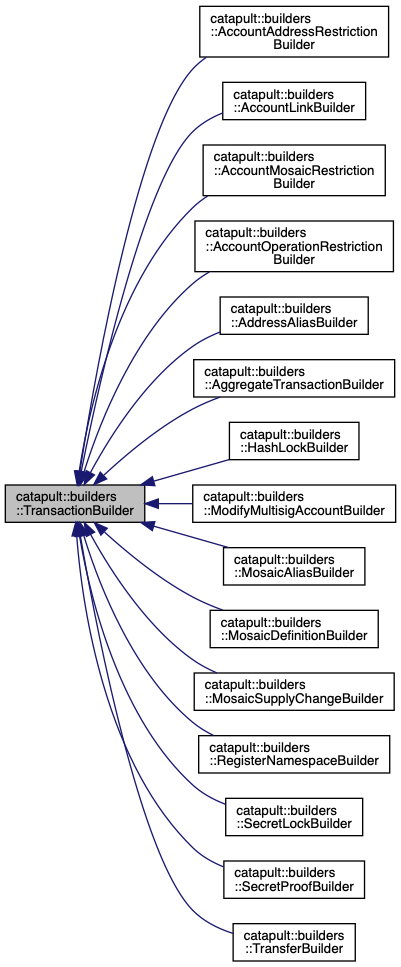 catapult::builders
::AccountAddressRestriction
Builder
catapult::builders
::AccountLinkBuilder
catapult::builders
::AccountMosaicRestriction
Builder
catapult::builders
::AccountOperationRestriction
Builder
catapult::builders
::AddressAliasBuilder
catapult::builders
::AggregateTransactionBuilder
catapult::builders
::HashLockBuilder
catapult::builders
::TransactionBuilder
catapult::builders
::ModifyMultisigAccountBuilder
catapult::builders
::MosaicAliasBuilder
catapult::builders
::MosaicDefinitionBuilder
catapult::builders
::MosaicSupplyChangeBuilder
catapult::builders
::RegisterNamespaceBuilder
catapult::builders
::SecretLockBuilder
catapult::builders
::SecretProofBuilder
catapult::builders
::TransferBuilder